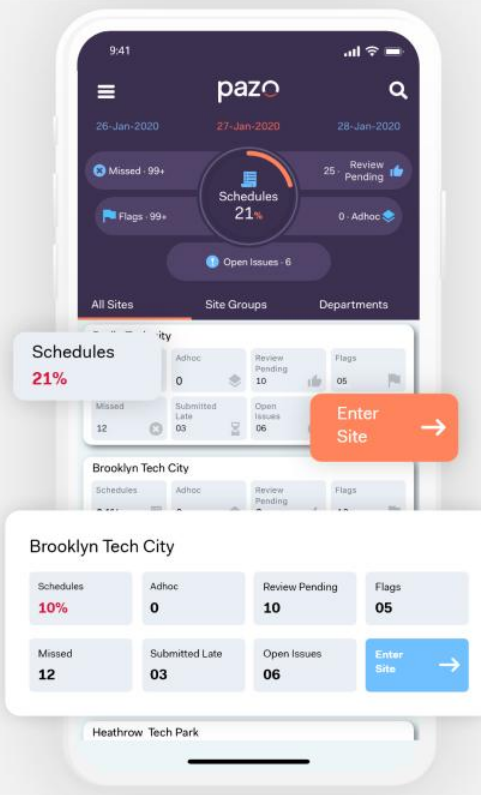 9:41
pazo
26-Jan-2020
27-Jan-2020
28-Jan-2020
Missed · 99+
25 · Review Pending
Schedules
21%
Flags · 99+
0 · Adhoc
Open Issues · 6
All Sites
Site Groups
Departments
Schedules
21%
Adhoc
0
Review
Pending
10
Flags
05
Missed
12
Submitted
Late
03
Open
Issues
06
Enter
Site
Brooklyn Tech City
Schedules
Adhoc
Review
Pending
Flags
Brooklyn Tech City
Schedules
10%
Adhoc
0
Review Pending
10
Flags
05
Missed
12
Submitted Late
03
Open Issues
06
Enter
Site
Heathrow Tech Park